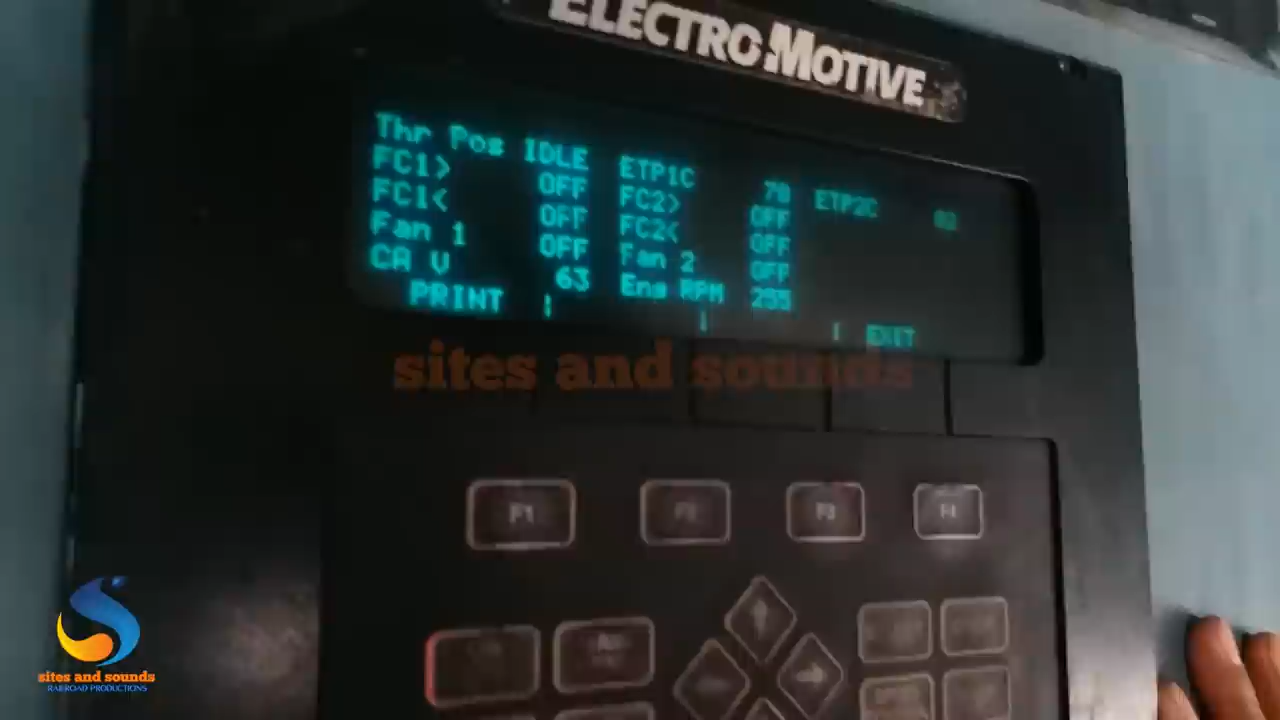 ELECTRO-MOTIVE
Thr Pos IDLE ETP1C 70 ETP2C
FC1> OFF FC2> OFF
FC1< OFF FC2< OFF
Fan 1 OFF Fan 2 OFF
CA V 63 Eng RPM 255
PRINT | | | EXIT
sites and sounds
F1 F2 F3 F4
sites and sounds
RAILROAD PRODUCTIONS